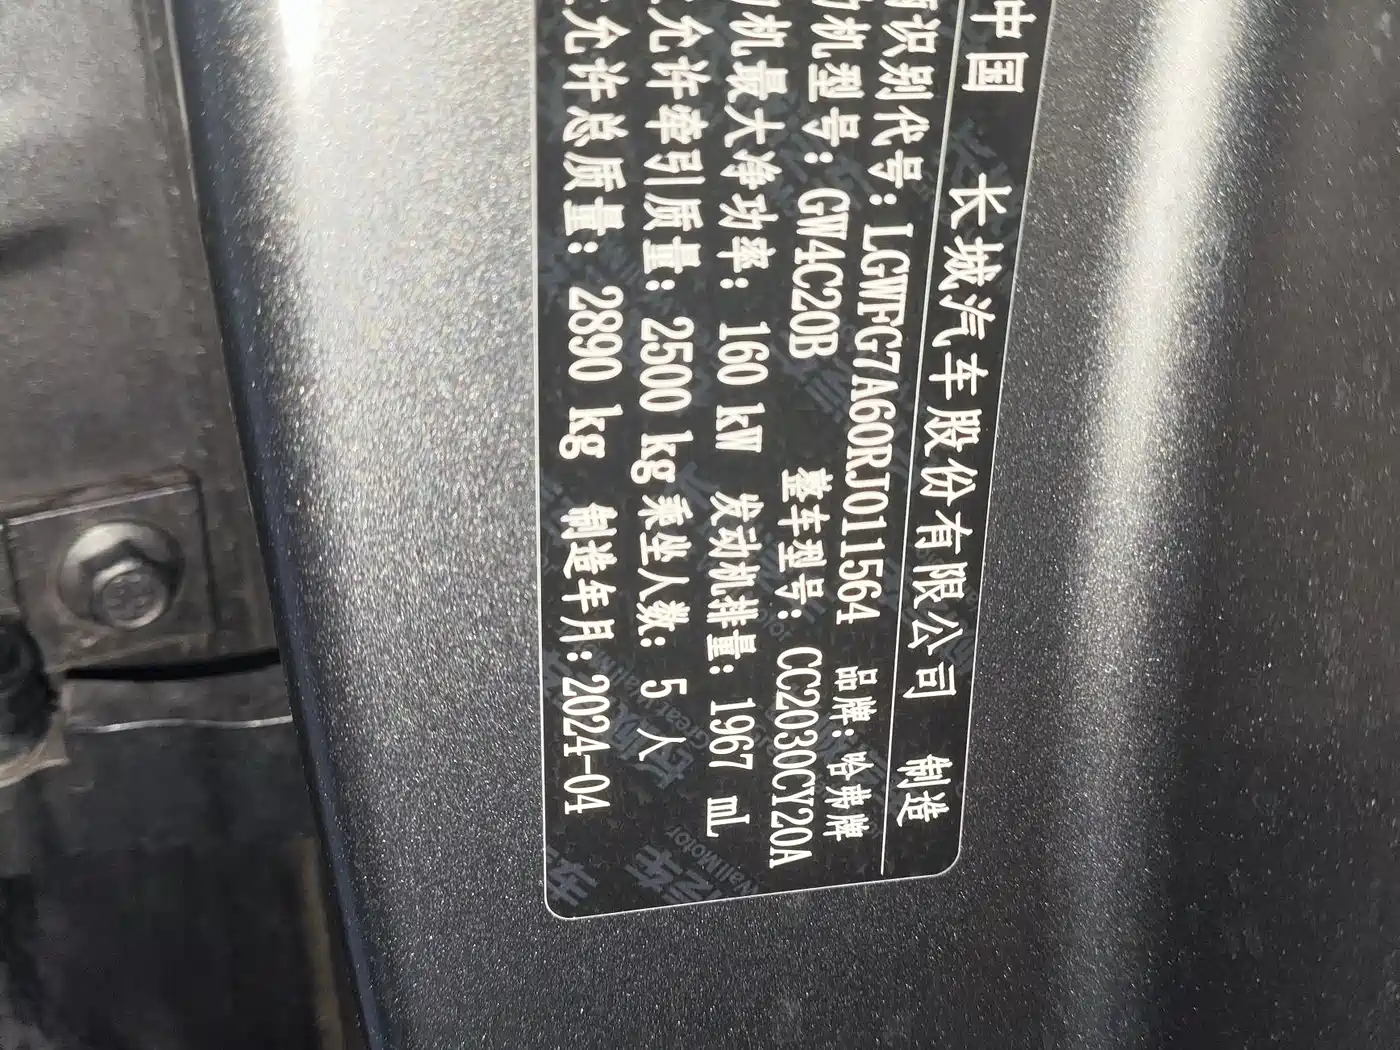 中国 长城汽车股份有限公司 制造
识别代号: LGWFG7A60RJ011564 品牌: 哈弗牌
机型号: GW4C20B 整车型号: CC2030CY20A
机最大净功率: 160 kW 发动机排量: 1967 mL
允许牵引质量: 2500 kg 乘坐人数: 5 人
允许总质量: 2890 kg 制造年月: 2024-04